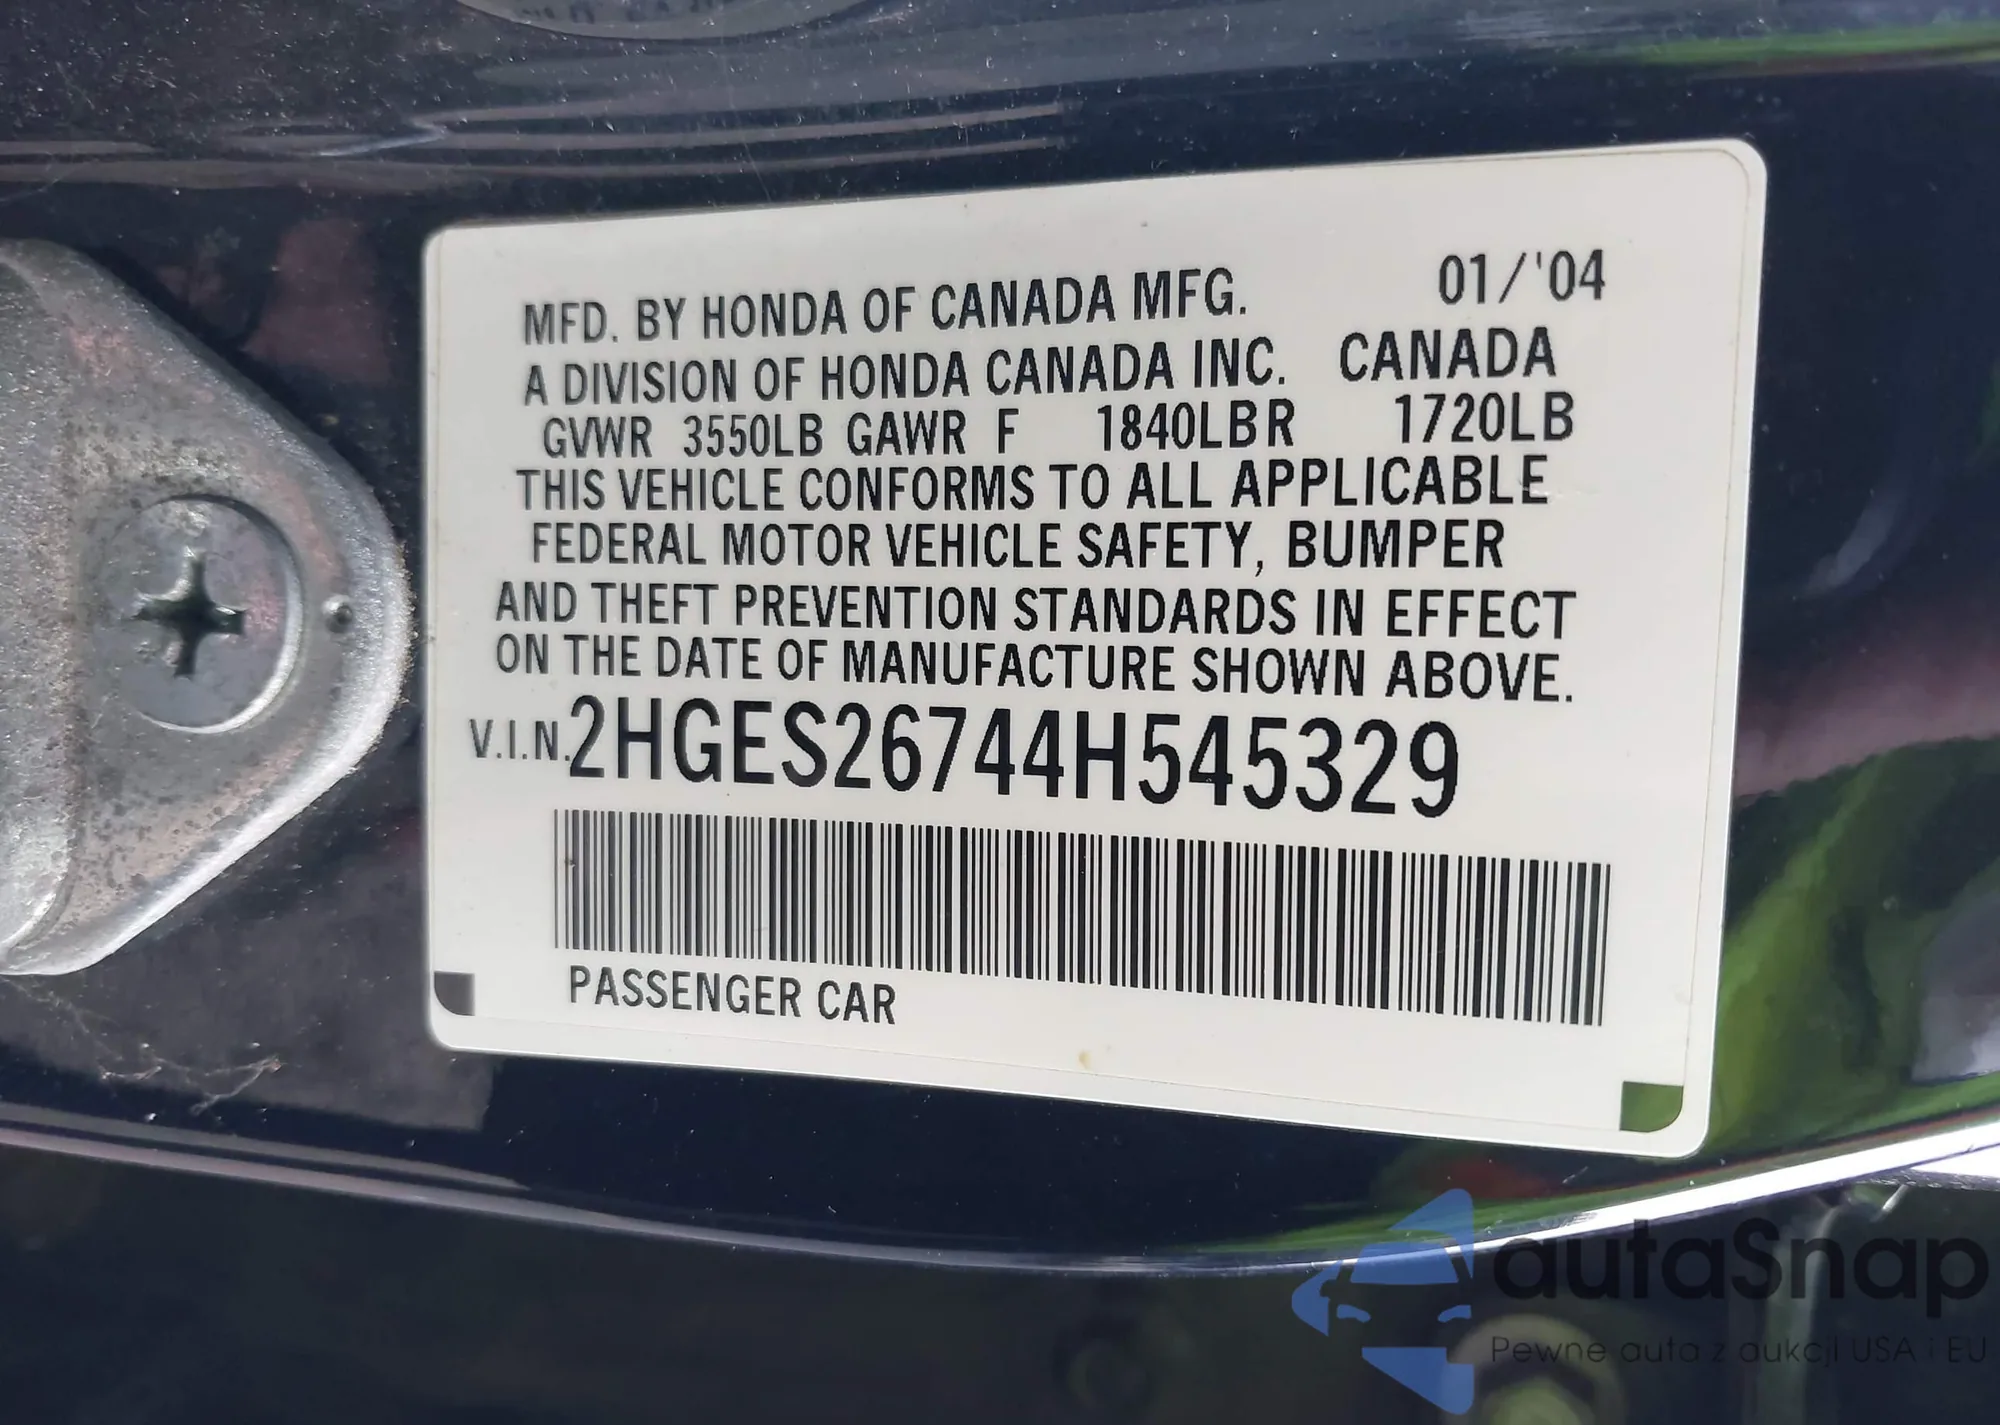 MFD. BY HONDA OF CANADA MFG. 01/'04
A DIVISION OF HONDA CANADA INC. CANADA
GVWR 3550LB GAWR F 1840LB R 1720LB
THIS VEHICLE CONFORMS TO ALL APPLICABLE
FEDERAL MOTOR VEHICLE SAFETY, BUMPER
AND THEFT PREVENTION STANDARDS IN EFFECT
ON THE DATE OF MANUFACTURE SHOWN ABOVE.
V.I.N. 2HGES26744H545329
PASSENGER CAR
autaSnap
Pewne auta z aukcji USA i EU